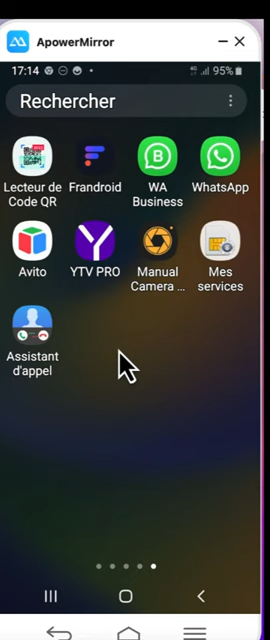 ApowerMirror
17:14 95%
Rechercher
Lecteur de
Code QR
Frandroid
WA
Business
WhatsApp
Avito
YTV PRO
Manual
Camera ...
Mes
services
Assistant
d'appel